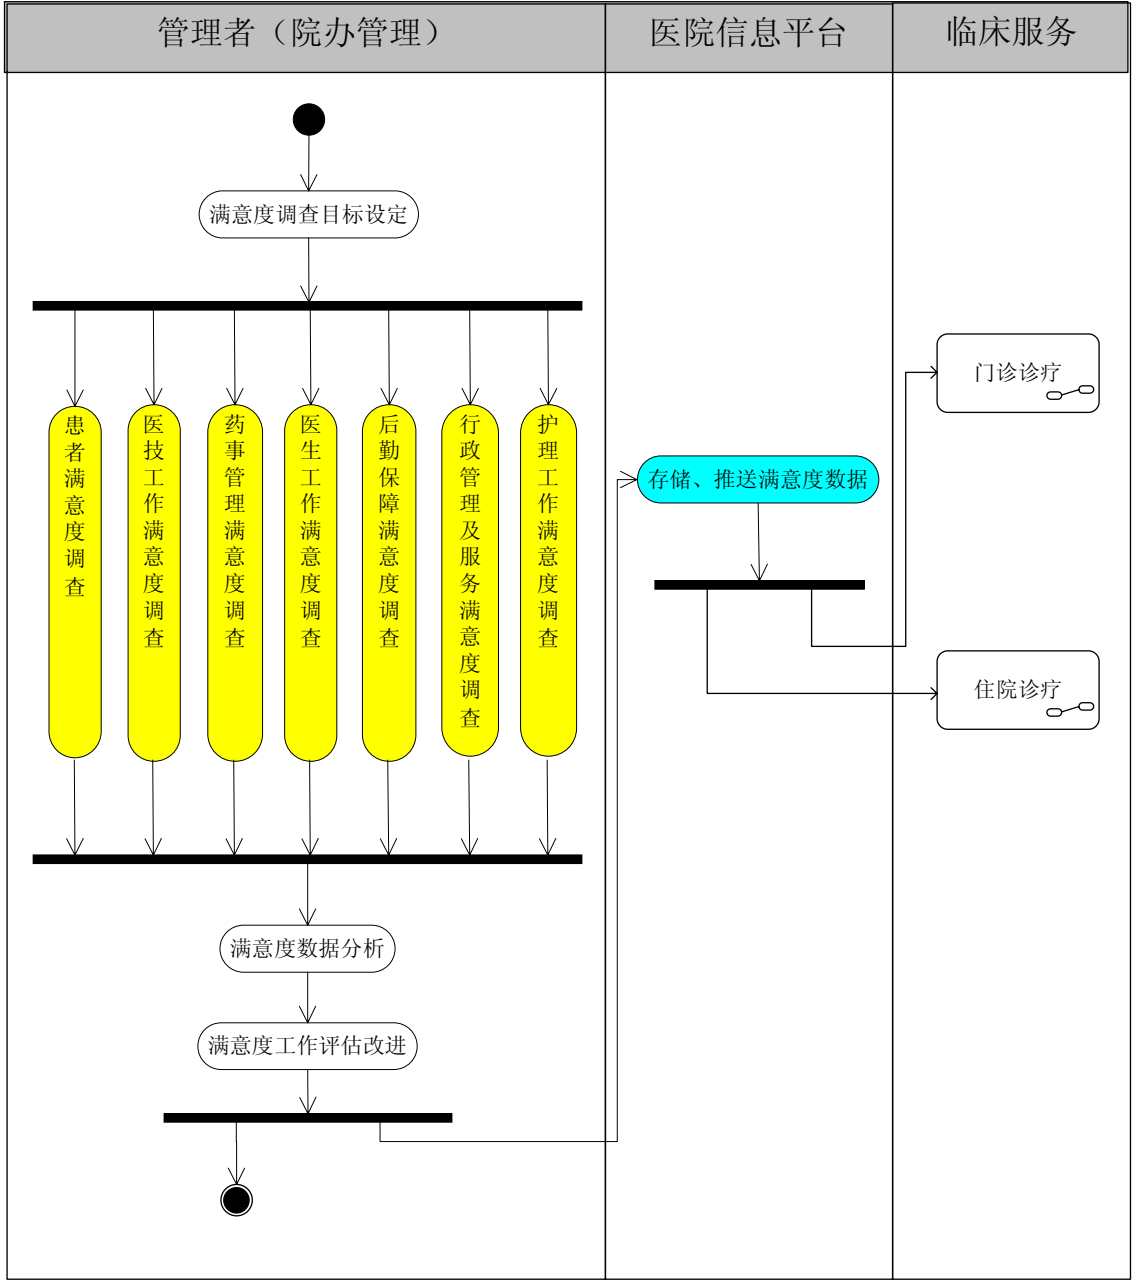 管理者（院办管理）
医院信息平台
临床服务
满意度调查目标设定
患者满意度调查
医技工作满意度调查
药事管理满意度调查
医生工作满意度调查
后勤保障满意度调查
行政管理及服务满意度调查
护理工作满意度调查
门诊诊疗
存储、推送满意度数据
住院诊疗
满意度数据分析
满意度工作评估改进